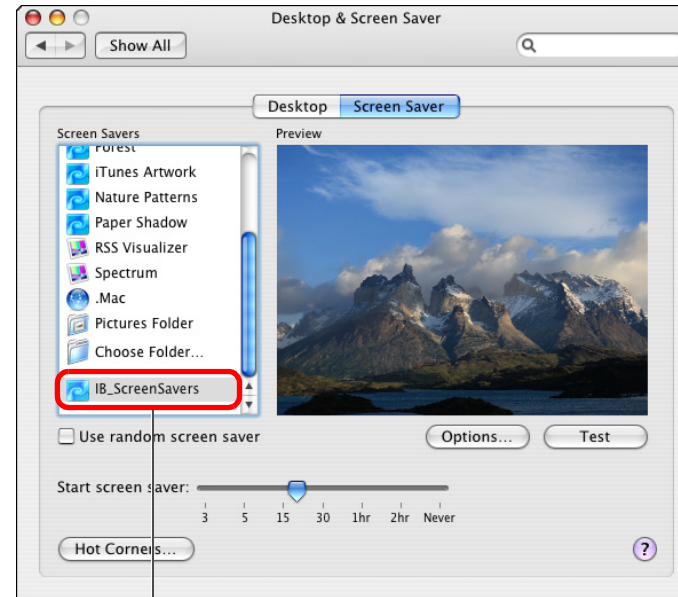 Desktop & Screen Saver
Show All
Desktop Screen Saver
Screen Savers
Preview
Forest
iTunes Artwork
Nature Patterns
Paper Shadow
RSS Visualizer
Spectrum
.Mac
Pictures Folder
Choose Folder...
IB_ScreenSavers
Use random screen saver
Options... Test
Start screen saver:
3 5 15 30 1hr 2hr Never
Hot Corners...
?